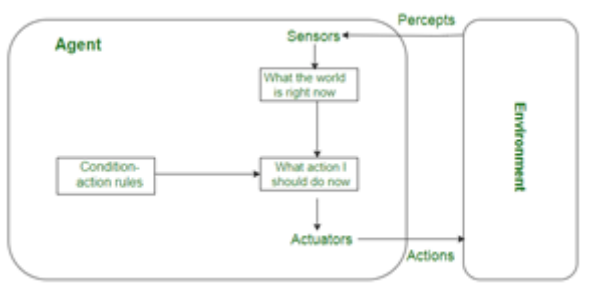 Percepts
Agent
Sensors
What the world
is right now
Environment
Condition-
action rules
What action I
should do now
Actuators
Actions